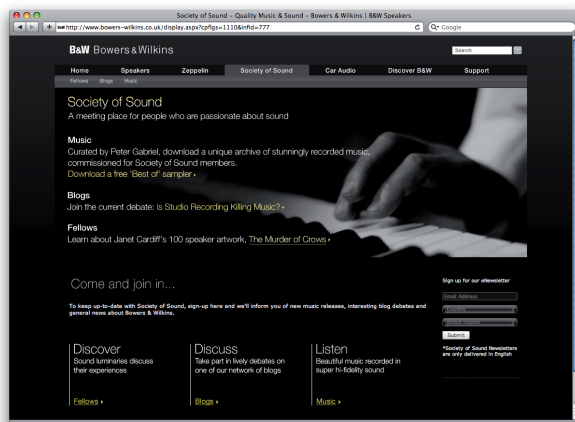 Society of Sound – Quality Music & Sound – Bowers & Wilkins | B&W Speakers
http://www.bowers-wilkins.co.uk/display.aspx?cpflgs=1110&infid=777
Google
B&W Bowers & Wilkins
Search
Home Speakers Zeppelin Society of Sound Car Audio Discover B&W Support
Fellows Blogs Music
Society of Sound
A meeting place for people who are passionate about sound
Music
Curated by Peter Gabriel, download a unique archive of stunningly recorded music,
commissioned for Society of Sound members.
Download a free 'Best of' sampler
Blogs
Join the current debate: Is Studio Recording Killing Music?
Fellows
Learn about Janet Cardiff's 100 speaker artwork, The Murder of Crows
Come and join in...
To keep up-to-date with Society of Sound, sign-up here and we'll inform you of new music releases, interesting blog debates and
general news about Bowers & Wilkins.
Sign up for our eNewsletter
Email Address
Country
Submit
*Society of Sound Newsletters
are only delivered in English
Discover
Sound luminaries discuss
their experiences
Fellows
Discuss
Take part in lively debates on
one of our network of blogs
Blogs
Listen
Beautiful music recorded in
super hi-fidelity sound
Music